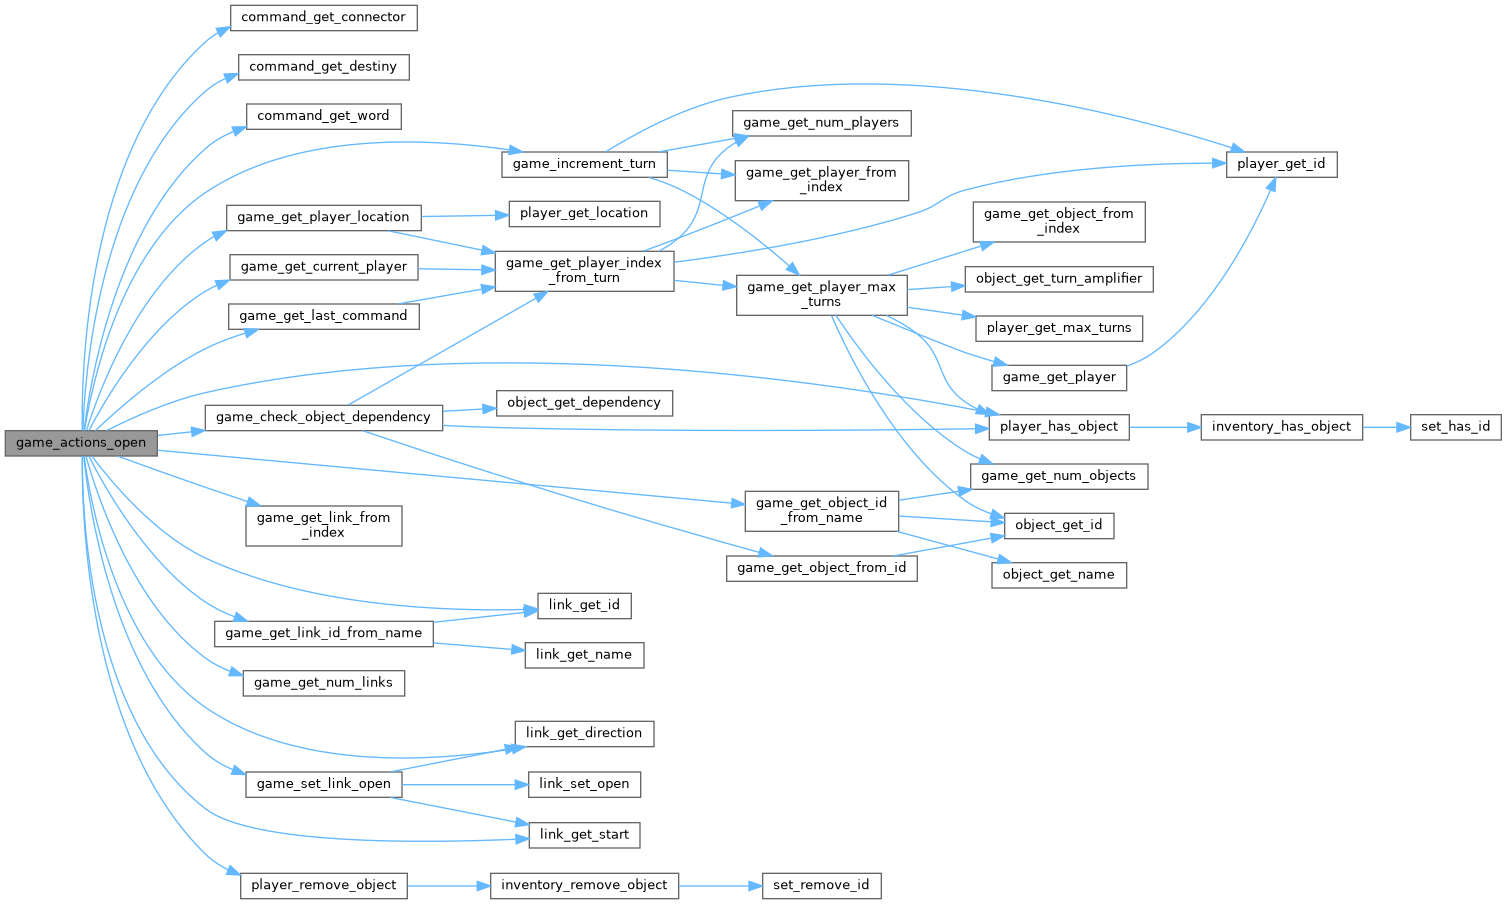 command_get_connector
command_get_destiny
command_get_word
game_get_num_players
game_increment_turn
player_get_id
game_get_player_from
_index
game_get_player_location
player_get_location
game_get_object_from
_index
game_get_current_player
game_get_player_index
_from_turn
object_get_turn_amplifier
game_get_player_max
_turns
game_get_last_command
player_get_max_turns
game_get_player
object_get_dependency
game_check_object_dependency
player_has_object
inventory_has_object
set_has_id
game_actions_open
game_get_num_objects
game_get_object_id
_from_name
game_get_link_from
_index
object_get_id
game_get_object_from_id
object_get_name
link_get_id
game_get_link_id_from_name
link_get_name
game_get_num_links
link_get_direction
game_set_link_open
link_set_open
link_get_start
player_remove_object
inventory_remove_object
set_remove_id